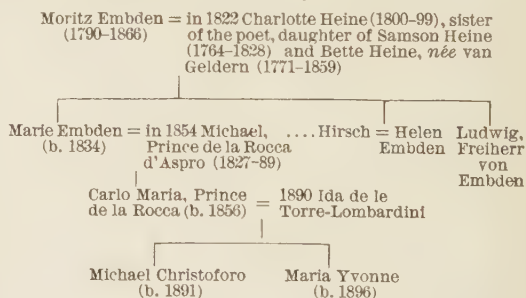 Moritz Embden = in 1822 Charlotte Heine (1800–99), sister
(1790–1866) of the poet, daughter of Samson Heine
(1764–1828) and Bette Heine, née van
Geldern (1771–1859)
Marie Embden = in 1854 Michael, .... Hirsch = Helen Ludwig,
(b. 1834) Prince de la Rocca Embden Freiherr
d'Aspro (1827–89) von
Embden
Carlo Maria, Prince = 1890 Ida de le
de la Rocca (b. 1856) Torre-Lombardini
Michael Christoforo Maria Yvonne
(b. 1891) (b. 1896)